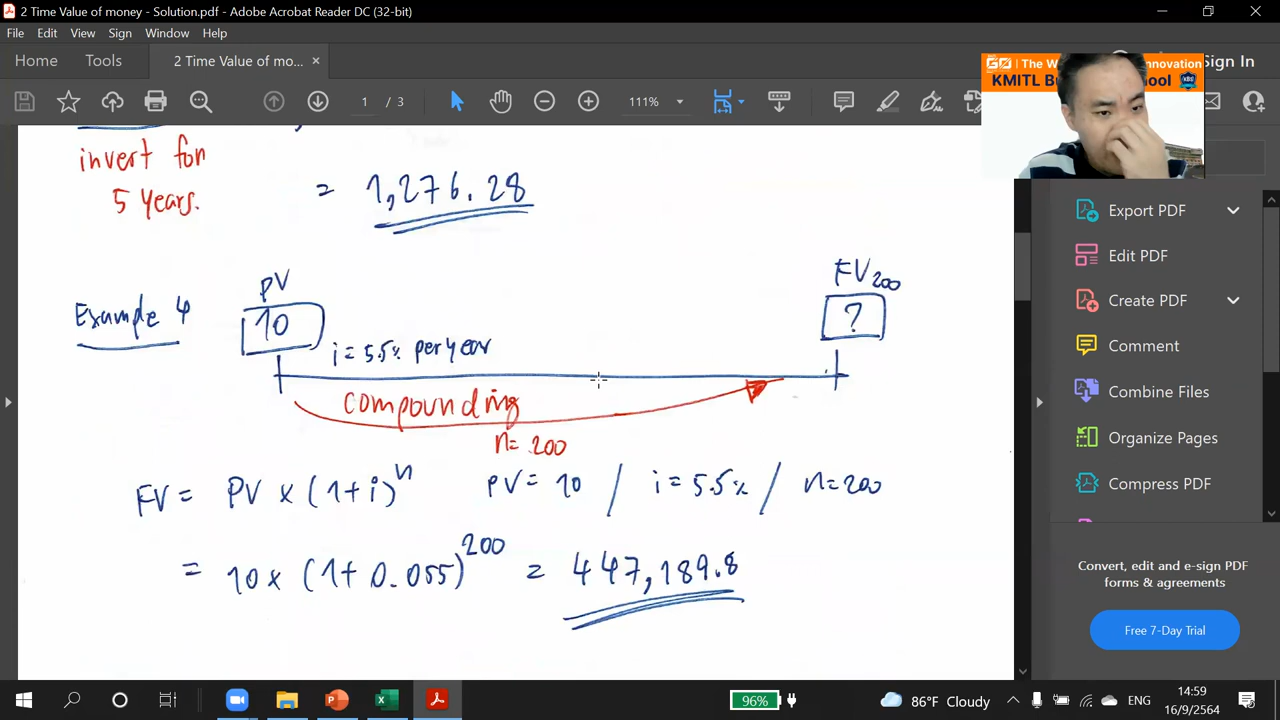 2 Time Value of money - Solution.pdf - Adobe Acrobat Reader DC (32-bit)
File Edit View Sign Window Help
Home Tools 2 Time Value of mo... × Sign In
1 / 3 111%
The W nnovation
KMITL Bu School
invert for
5 years.
= 1,276.28
Example 4
PV
10
FV200
?
i = 5.5% per year
compounding
n= 200
FV = PV × (1+i)^n PV = 10 / i = 5.5% / n=200
= 10 × (1+ 0.055)^200 = 447,189.8
Export PDF
Edit PDF
Create PDF
Comment
Combine Files
Organize Pages
Compress PDF
Convert, edit and e-sign PDF
forms & agreements
Free 7-Day Trial
96%
86°F Cloudy
ENG
14:59
16/9/2564